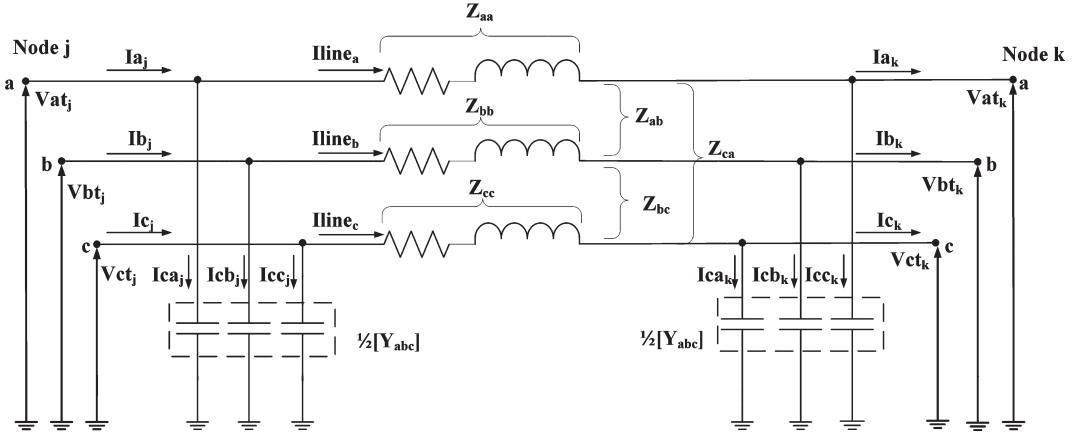 Z_aa
Node j
Ia_j
Iline_a
Ia_k
Node k
a
a
Vat_j
Z_bb
Z_ab
Vat_k
Ib_j
Iline_b
Z_ca
Ib_k
b
b
Vbt_j
Z_cc
Z_bc
Vbt_k
Ic_j
Iline_c
Ic_k
c
c
Vct_j
Ica_j
Icb_j
Icc_j
Ica_k
Icb_k
Icc_k
Vct_k
½[Y_abc]
½[Y_abc]